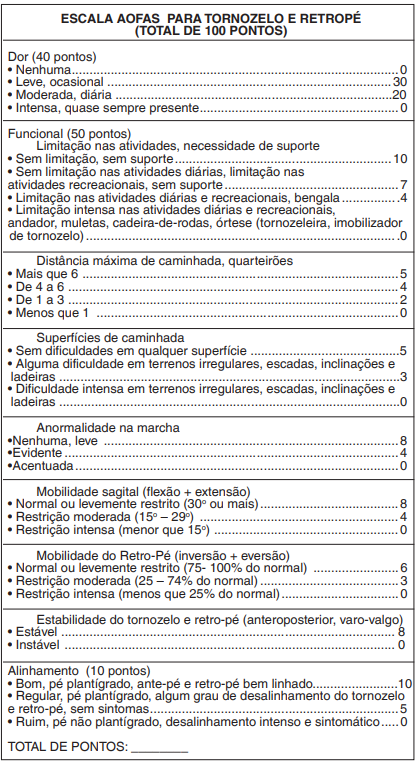 ESCALA AOFAS PARA TORNOZELO E RETROPÉ
(TOTAL DE 100 PONTOS)
Dor (40 pontos)
• Nenhuma....................................................0
• Leve, ocasional ....................................................30
• Moderada, diária ....................................................20
• Intensa, quase sempre presente....................................................0
Funcional (50 pontos)
Limitação nas atividades, necessidade de suporte
• Sem limitação, sem suporte....................................................10
• Sem limitação nas atividades diárias, limitação nas
atividades recreacionais, sem suporte....................................................7
• Limitação nas atividades diárias e recreacionais, bengala ....................4
• Limitação intensa nas atividades diárias e recreacionais,
andador, muletas, cadeira-de-rodas, órtese (tornozeleira, imobilizador
de tornozelo) ....................................................0
Distância máxima de caminhada, quarteirões
• Mais que 6 ....................................................5
• De 4 a 6 ....................................................4
• De 1 a 3 ....................................................2
• Menos que 1 ....................................................0
Superfícies de caminhada
• Sem dificuldades em qualquer superfície ........................................5
• Alguma dificuldade em terrenos irregulares, escadas, inclinações e
ladeiras ....................................................3
• Dificuldade intensa em terrenos irregulares, escadas, inclinações e
ladeiras ....................................................0
Anormalidade na marcha
•Nenhuma, leve ....................................................8
•Evidente ....................................................4
•Acentuada ....................................................0
Mobilidade sagital (flexão + extensão)
• Normal ou levemente restrito (30º ou mais)........................................8
• Restrição moderada (15º – 29º) ........................................4
• Restrição intensa (menor que 15º) ........................................0
Mobilidade do Retro-Pé (inversão + eversão)
• Normal ou levemente restrito (75- 100% do normal) ....................6
• Restrição moderada (25 – 74% do normal)........................................3
• Restrição intensa (menos que 25% do normal)........................................0
Estabilidade do tornozelo e retro-pé (anteroposterior, varo-valgo)
• Estável ....................................................8
• Instável ....................................................0
Alinhamento (10 pontos)
• Bom, pé plantígrado, ante-pé e retro-pé bem linhado........................10
• Regular, pé plantígrado, algum grau de desalinhamento do tornozelo
e retro-pé, sem sintomas....................................................5
• Ruim, pé não plantígrado, desalinhamento intenso e sintomático.....0
TOTAL DE PONTOS: ________